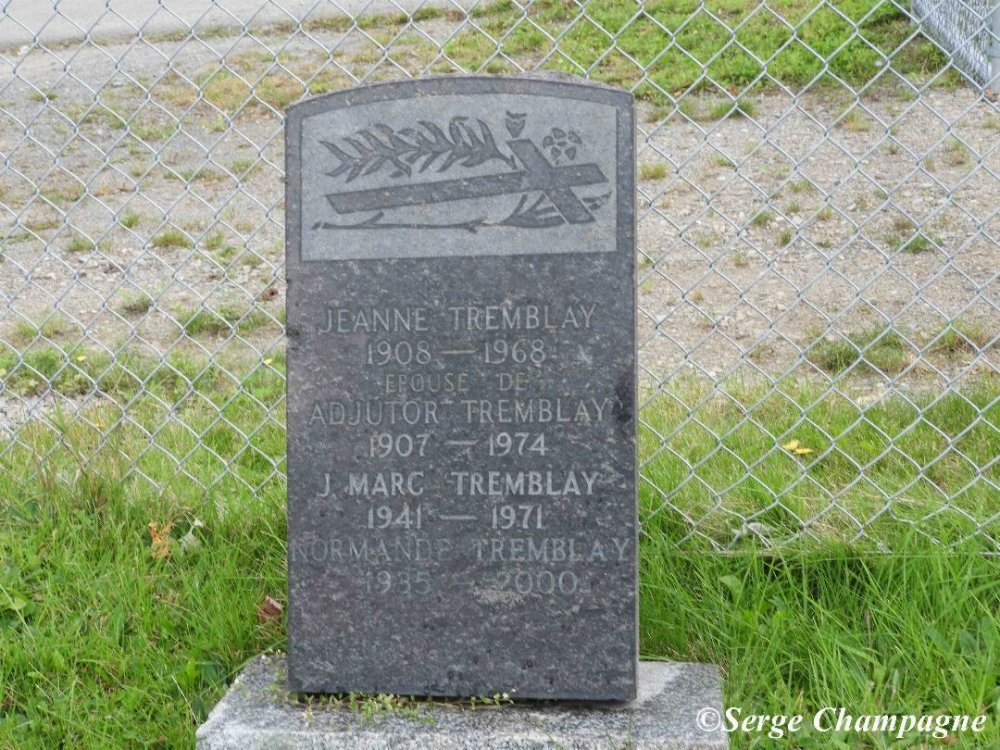 JEANNE TREMBLAY
1908 — 1968
EPOUSE DE
ADJUTOR TREMBLAY
1907 — 1974
J. MARC TREMBLAY
1941 — 1971
NORMANDE TREMBLAY
1935 — 2000
©Serge Champagne